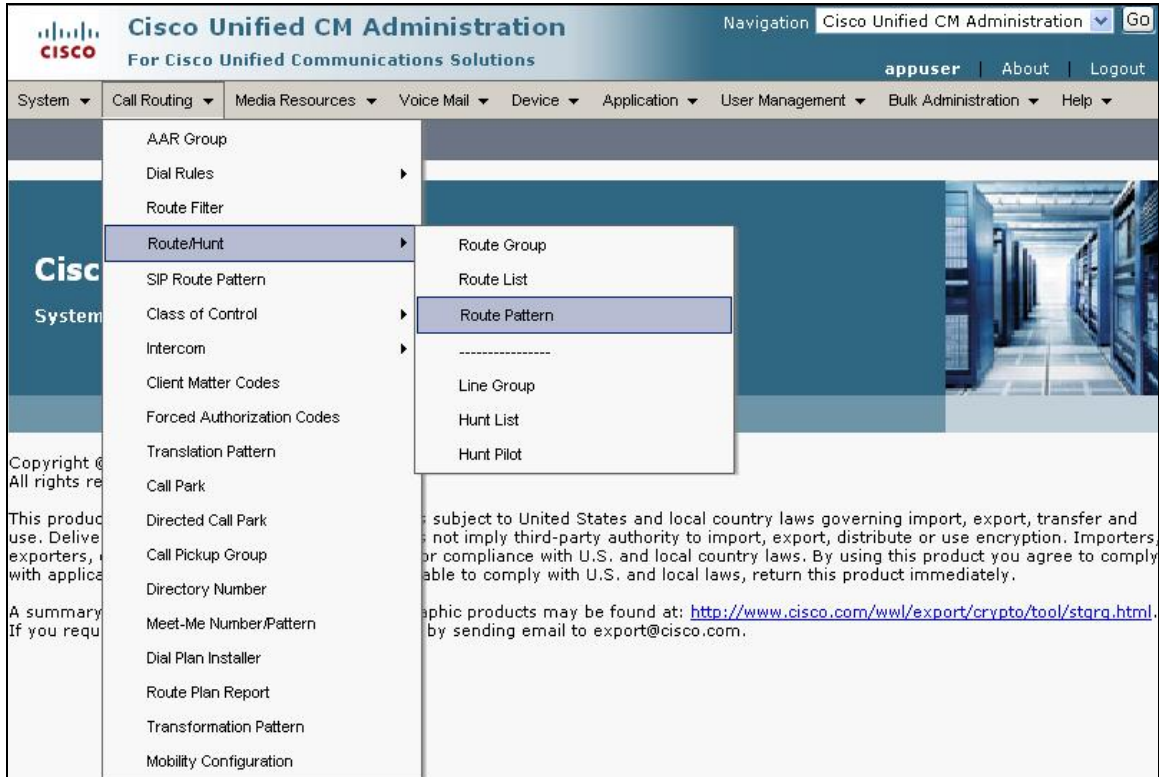 cisco
Cisco Unified CM Administration
For Cisco Unified Communications Solutions
Navigation Cisco Unified CM Administration Go
appuser | About | Logout
System Call Routing Media Resources Voice Mail Device Application User Management Bulk Administration Help
AAR Group
Dial Rules
Route Filter
Route/Hunt
SIP Route Pattern
Class of Control
Intercom
Client Matter Codes
Forced Authorization Codes
Translation Pattern
Call Park
Directed Call Park
Call Pickup Group
Directory Number
Meet-Me Number/Pattern
Dial Plan Installer
Route Plan Report
Transformation Pattern
Mobility Configuration
Route Group
Route List
Route Pattern
----------------
Line Group
Hunt List
Hunt Pilot
Cisc
System
Copyright
All rights re
This produc subject to United States and local country laws governing import, export, transfer and
use. Delive not imply third-party authority to import, export, distribute or use encryption. Importers,
exporters, or compliance with U.S. and local country laws. By using this product you agree to comply
with applica able to comply with U.S. and local laws, return this product immediately.
A summary aphic products may be found at: http://www.cisco.com/wwl/export/crypto/tool/stqrg.html.
If you requ by sending email to export@cisco.com.